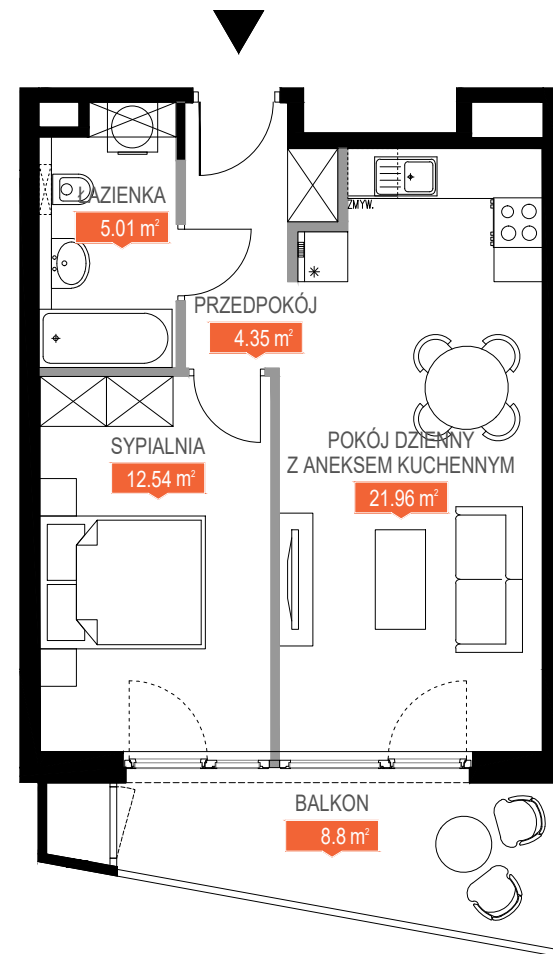 ŁAZIENKA
5.01 m²
ZMYW.
PRZEDPOKÓJ
4.35 m²
SYPIALNIA
12.54 m²
POKÓJ DZIENNY
Z ANEKSEM KUCHENNYM
21.96 m²
BALKON
8.8 m²